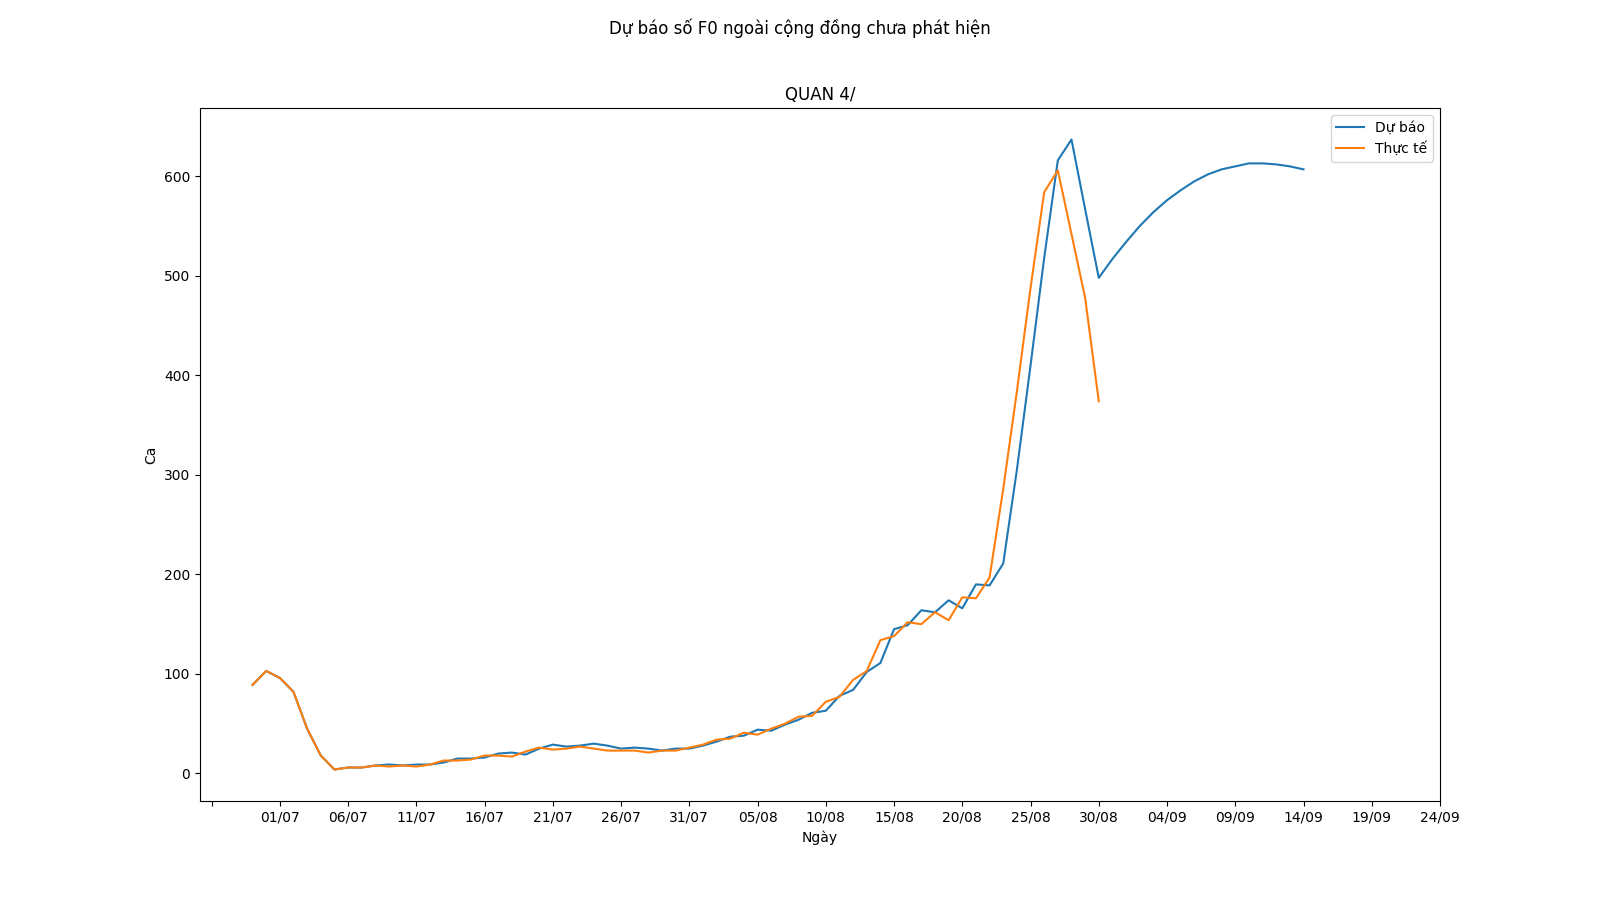 Dự báo số F0 ngoài cộng đồng chưa phát hiện
QUAN 4/
Dự báo
Thực tế
600
500
400
300
200
100
0
Ca
01/07 06/07 11/07 16/07 21/07 26/07 31/07 05/08 10/08 15/08 20/08 25/08 30/08 04/09 09/09 14/09 19/09 24/09
Ngày